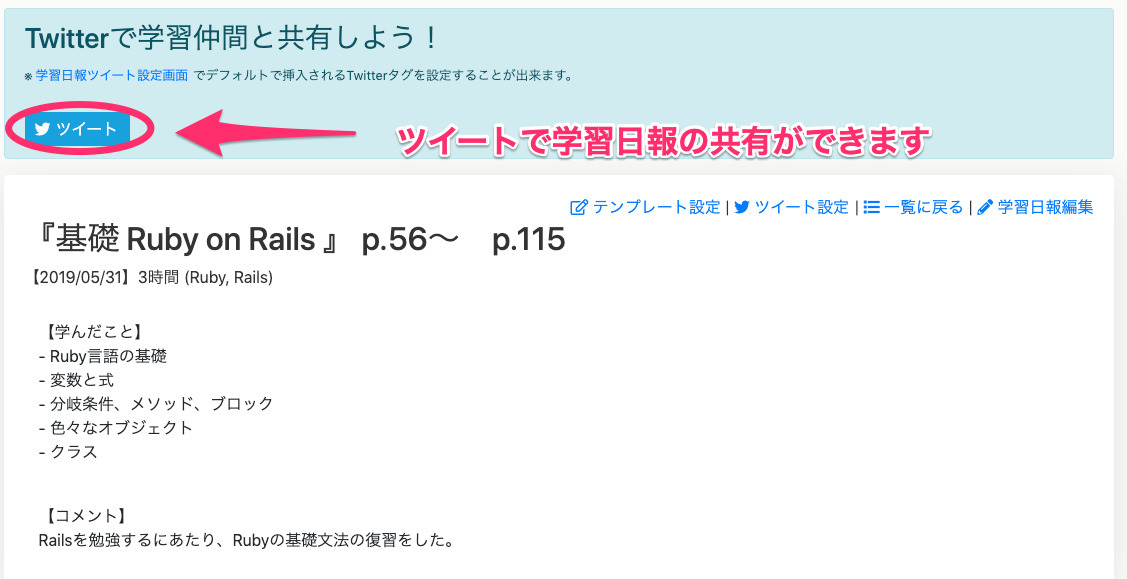 Twitterで学習仲間と共有しよう！
※ 学習日報ツイート設定画面 でデフォルトで挿入されるTwitterタグを設定することが出来ます。
ツイート
ツイートで学習日報の共有ができます
テンプレート設定 | ツイート設定 | 一覧に戻る | 学習日報編集
『基礎 Ruby on Rails 』 p.56〜　p.115
【2019/05/31】3時間 (Ruby, Rails)
【学んだこと】
- Ruby言語の基礎
- 変数と式
- 分岐条件、メソッド、ブロック
- 色々なオブジェクト
- クラス
【コメント】
Railsを勉強するにあたり、Rubyの基礎文法の復習をした。